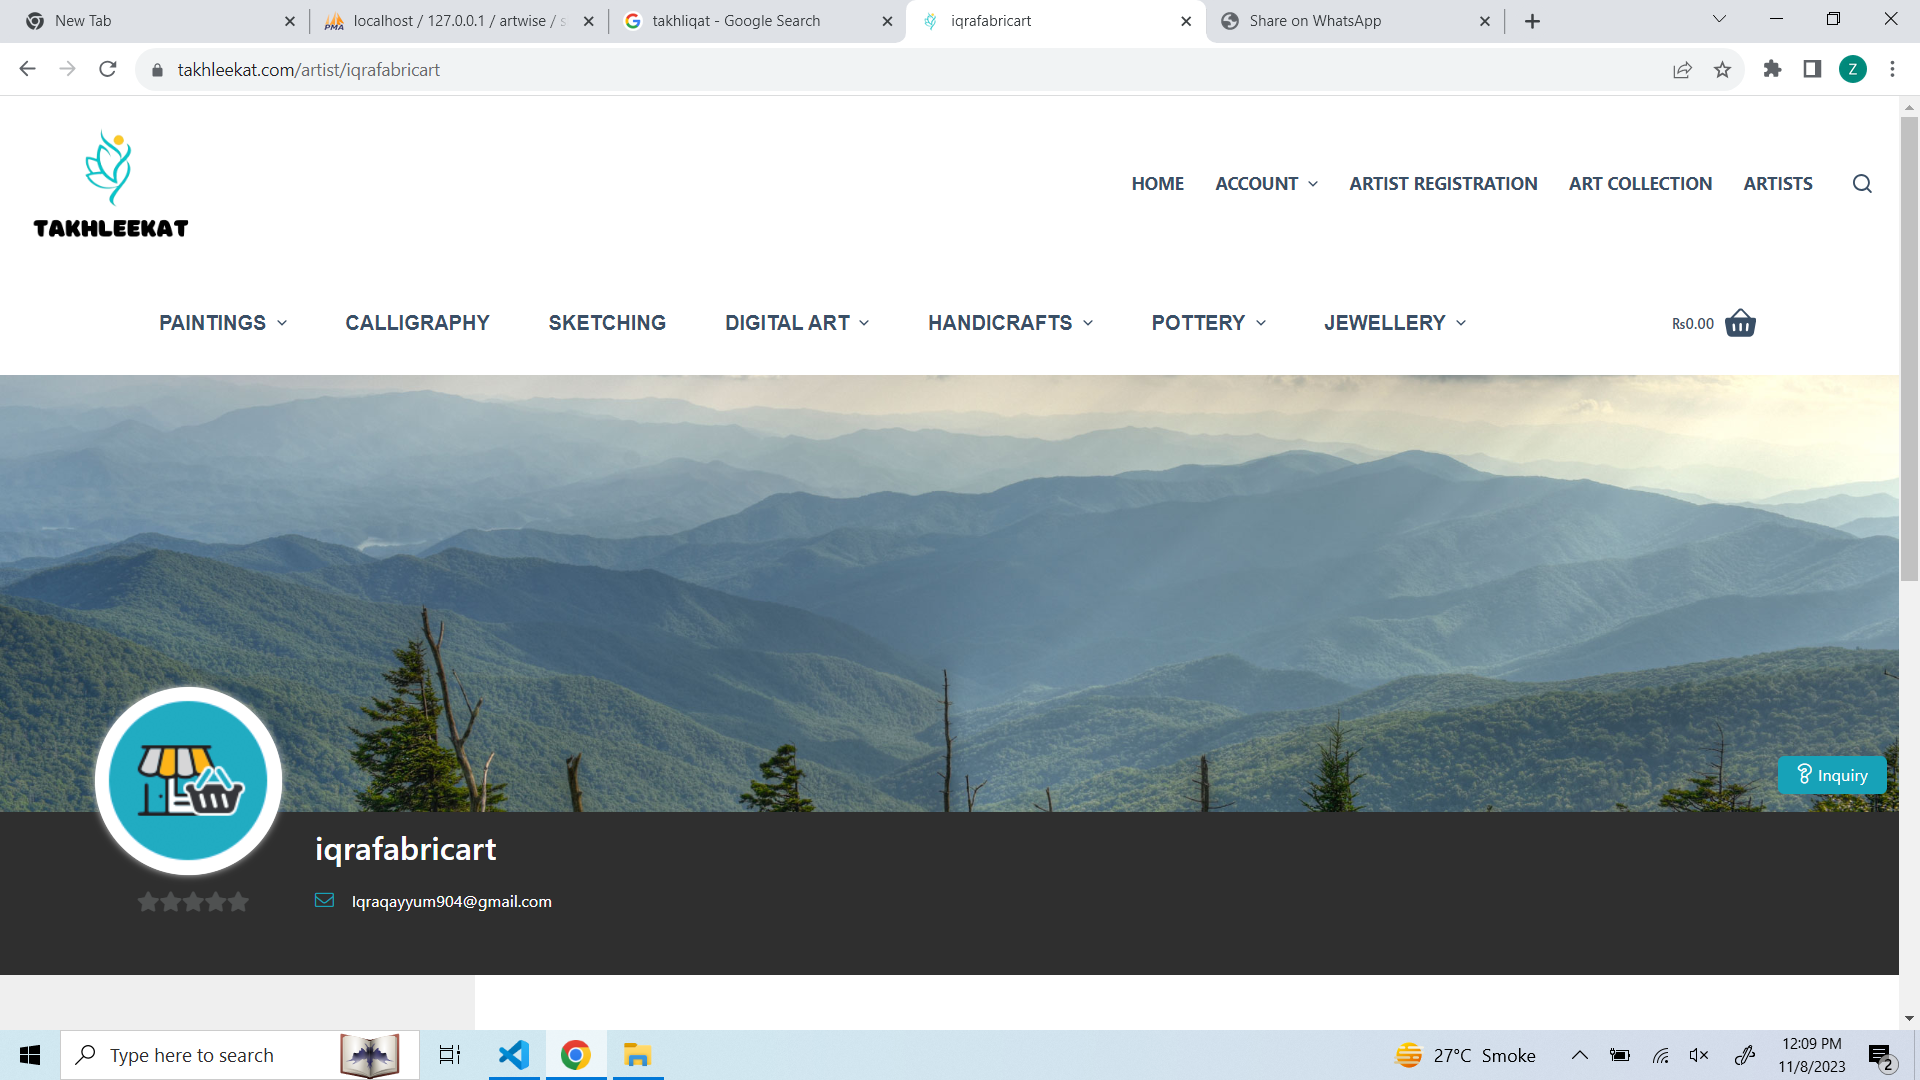 New Tab
localhost / 127.0.0.1 / artwise / s
takhliqat - Google Search
iqrafabricart
Share on WhatsApp
takhleekat.com/artist/iqrafabricart
Z
TAKHLEEKAT
HOME
ACCOUNT
ARTIST REGISTRATION
ART COLLECTION
ARTISTS
PAINTINGS
CALLIGRAPHY
SKETCHING
DIGITAL ART
HANDICRAFTS
POTTERY
JEWELLERY
₨0.00
Inquiry
iqrafabricart
Iqraqayyum904@gmail.com
Type here to search
27°C Smoke
12:09 PM
11/8/2023
2
PMA